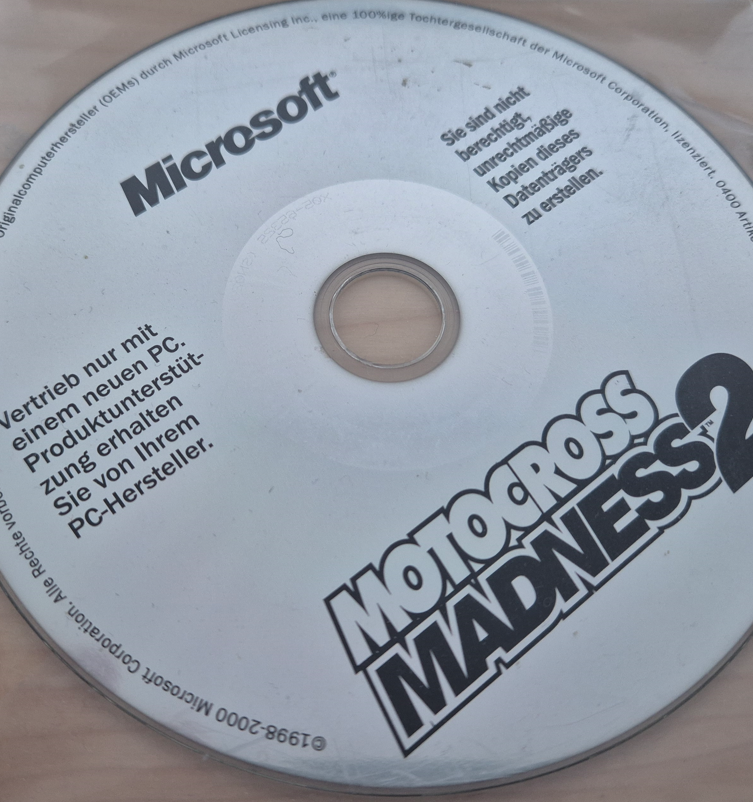 Originalcomputerhersteller (OEMs) durch Microsoft Licensing Inc., eine 100%ige Tochtergesellschaft der Microsoft Corporation, lizenziert. 0400
Microsoft®
Sie sind nicht
berechtigt,
unrechtmäßige
Kopien dieses
Datenträgers
zu erstellen.
Vertrieb nur mit
einem neuen PC.
Produktunterstüt-
zung erhalten
Sie von Ihrem
PC-Hersteller.
MOTOCROSS
MADNESS™ 2
©1998-2000 Microsoft Corporation. Alle Rechte